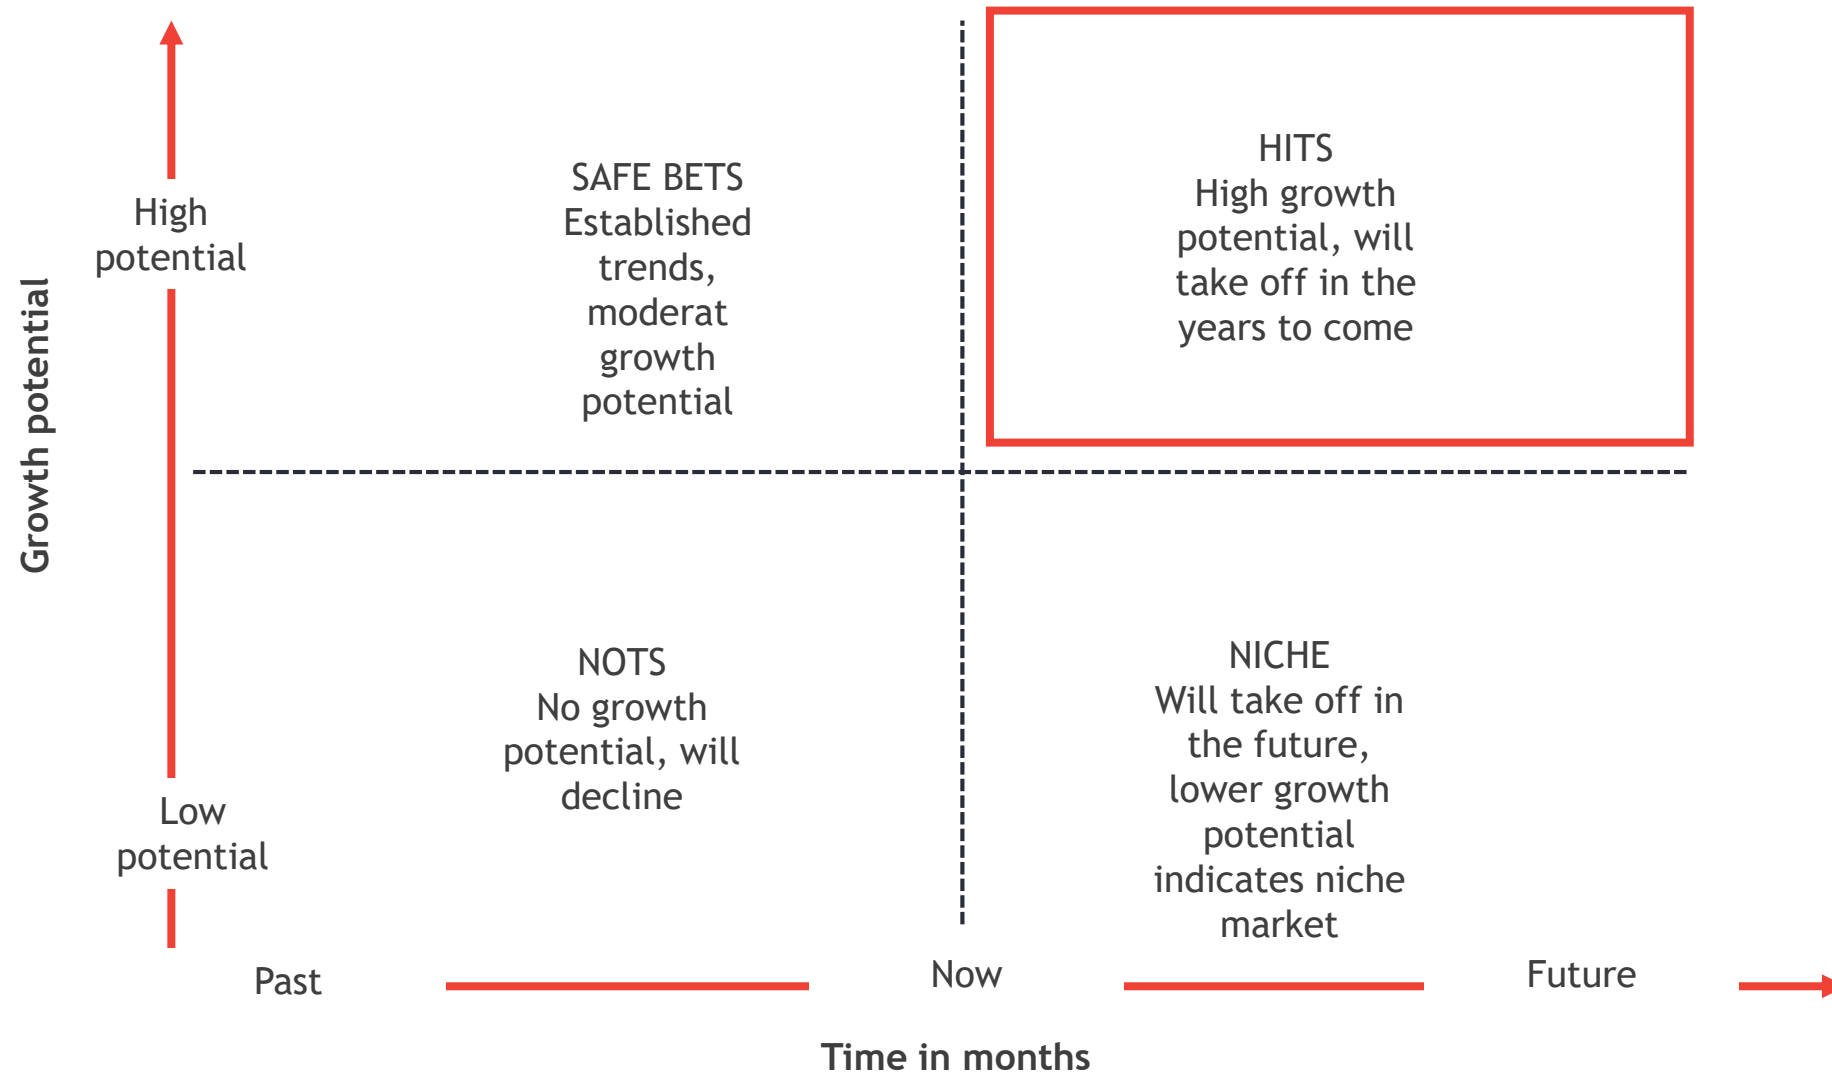 Growth potential
High
potential
SAFE BETS
Established
trends,
moderat
growth
potential
HITS
High growth
potential, will
take off in the
years to come
Low
potential
NOTS
No growth
potential, will
decline
NICHE
Will take off in
the future,
lower growth
potential
indicates niche
market
Past
Now
Future
Time in months